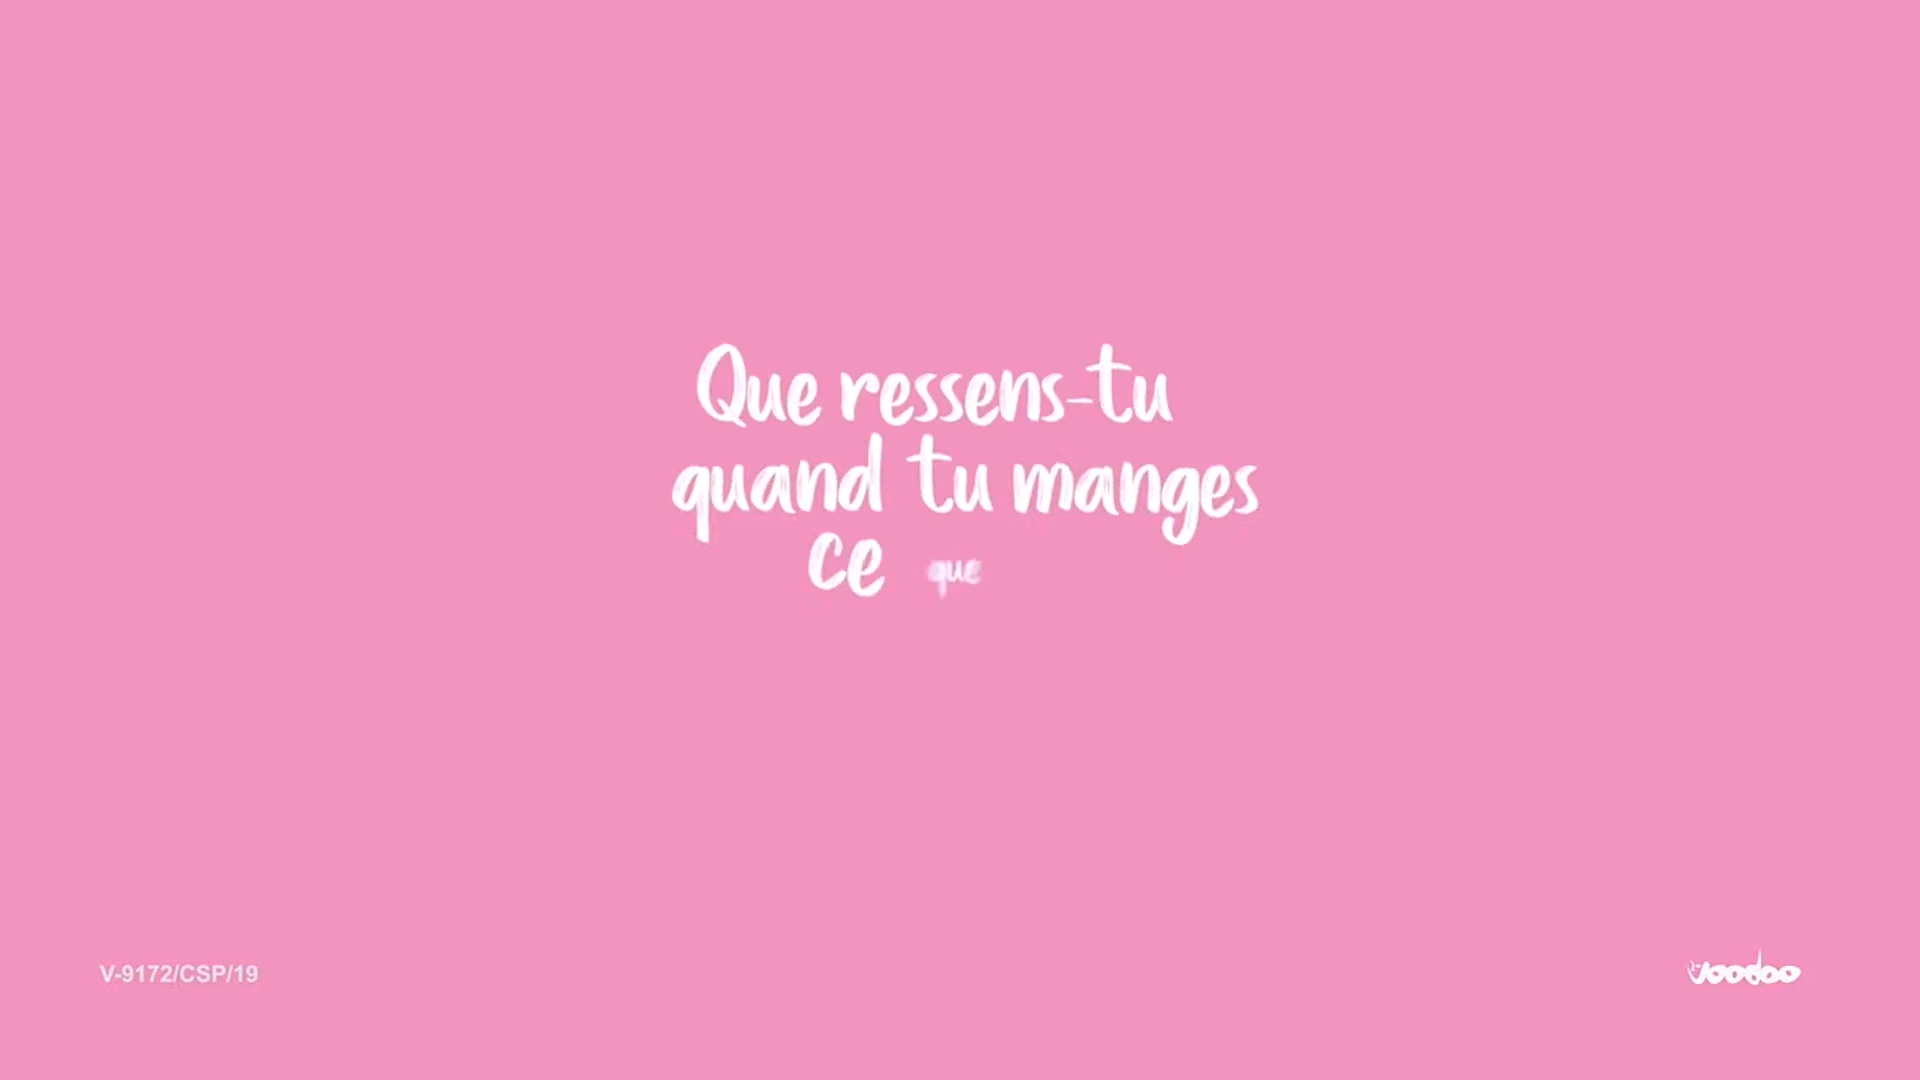 Que ressens-tu
quand tu manges
ce que
V-9172/CSP/19
voodoo